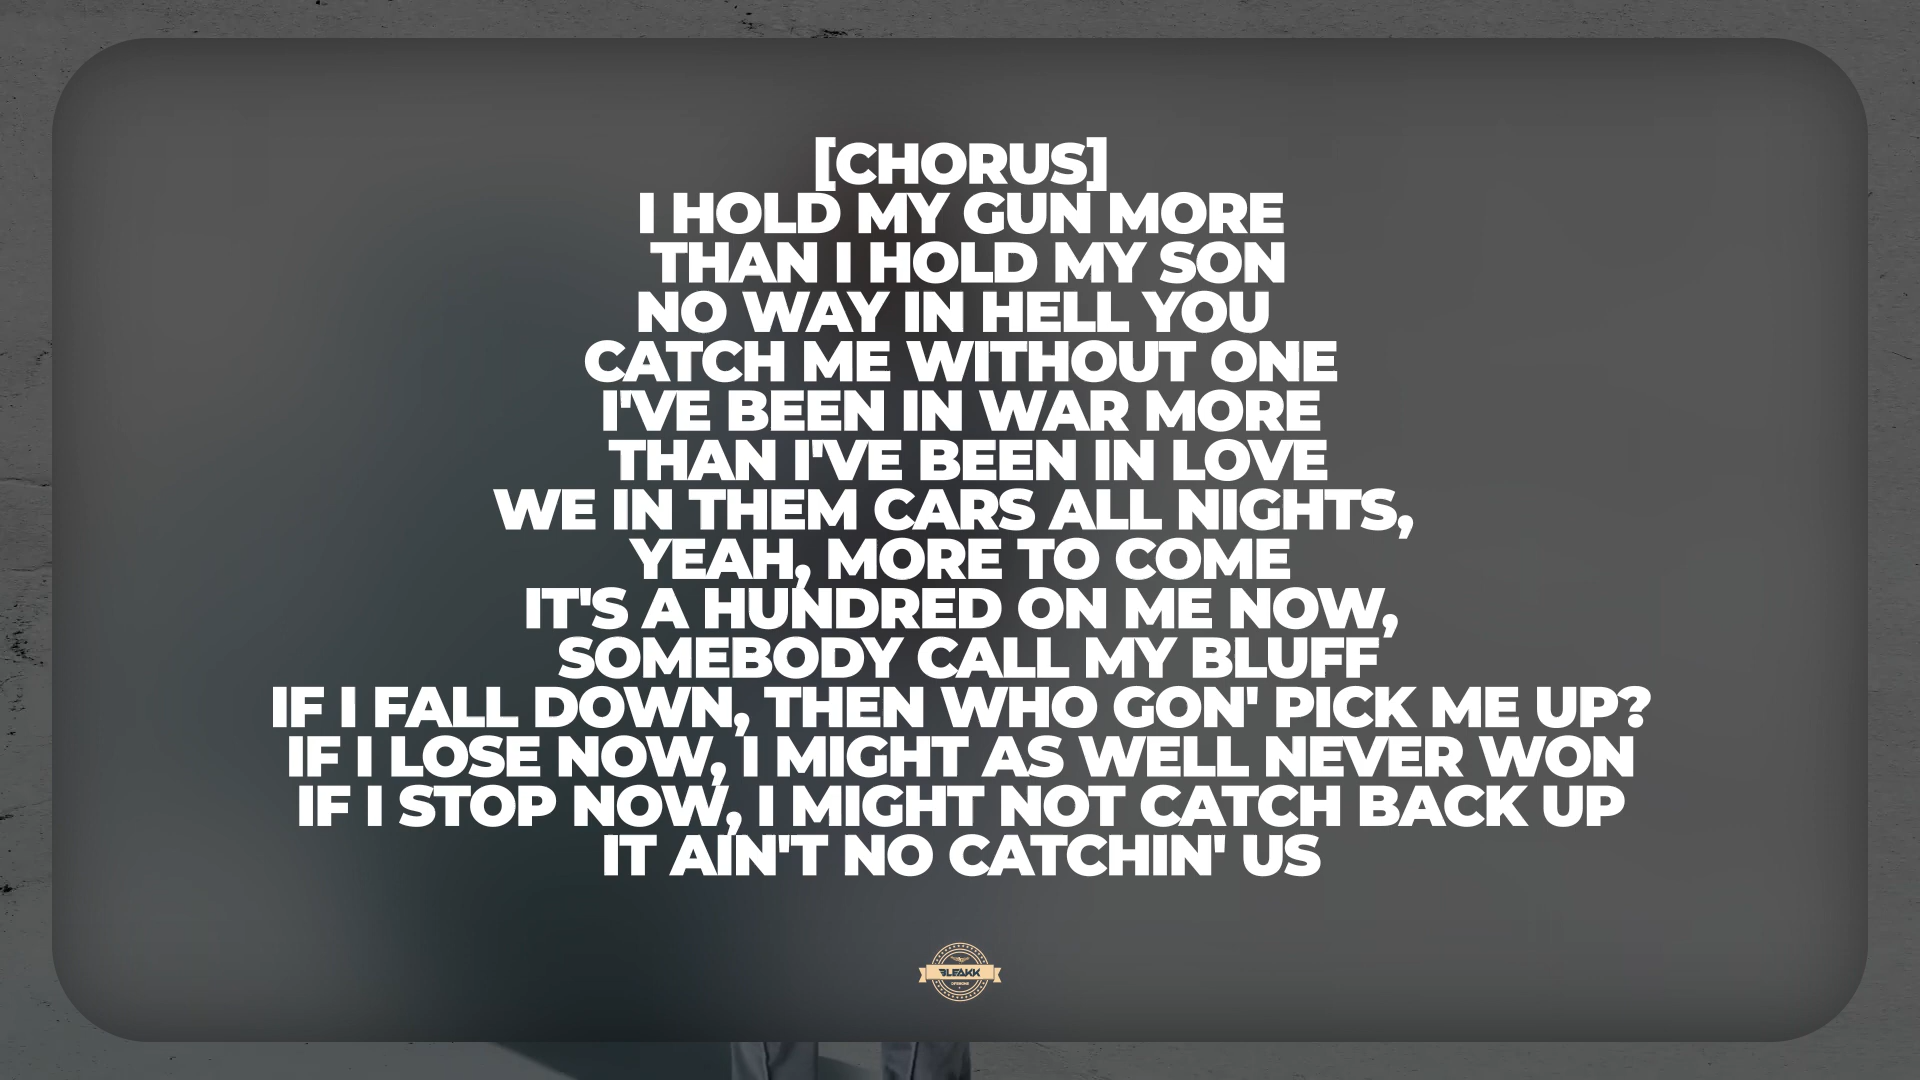 [CHORUS]
I HOLD MY GUN MORE
THAN I HOLD MY SON
NO WAY IN HELL YOU
CATCH ME WITHOUT ONE
I'VE BEEN IN WAR MORE
THAN I'VE BEEN IN LOVE
WE IN THEM CARS ALL NIGHTS,
YEAH, MORE TO COME
IT'S A HUNDRED ON ME NOW,
SOMEBODY CALL MY BLUFF
IF I FALL DOWN, THEN WHO GON' PICK ME UP?
IF I LOSE NOW, I MIGHT AS WELL NEVER WON
IF I STOP NOW, I MIGHT NOT CATCH BACK UP
IT AIN'T NO CATCHIN' US
BLEAKK